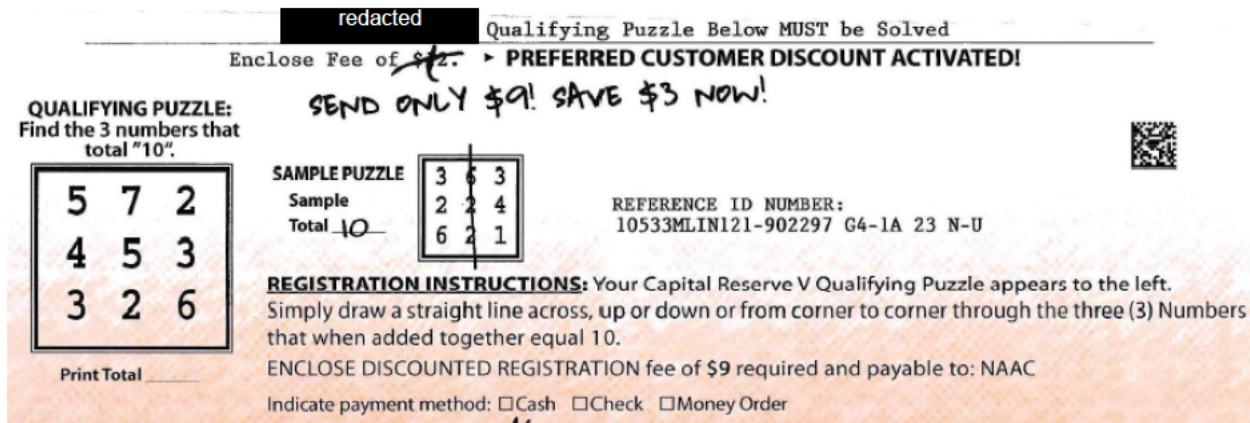 redacted
Qualifying Puzzle Below MUST be Solved
Enclose Fee of $12. ▸ PREFERRED CUSTOMER DISCOUNT ACTIVATED!
SEND ONLY $9! SAVE $3 NOW!
QUALIFYING PUZZLE:
Find the 3 numbers that
total "10".
5 7 2
4 5 3
3 2 6
Print Total
SAMPLE PUZZLE
Sample
Total 10
3 6 3
2 2 4
6 2 1
REFERENCE ID NUMBER:
10533MLIN121-902297 G4-1A 23 N-U
REGISTRATION INSTRUCTIONS: Your Capital Reserve V Qualifying Puzzle appears to the left.
Simply draw a straight line across, up or down or from corner to corner through the three (3) Numbers
that when added together equal 10.
ENCLOSE DISCOUNTED REGISTRATION fee of $9 required and payable to: NAAC
Indicate payment method: ☐Cash ☐Check ☐Money Order